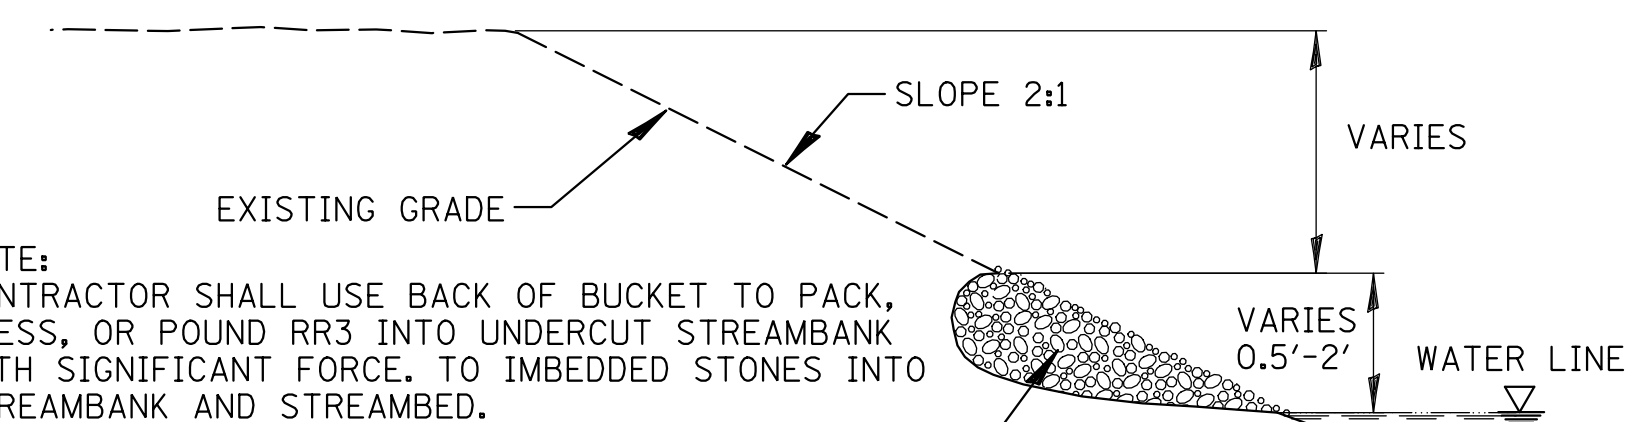 SLOPE 2:1
VARIES
EXISTING GRADE
TE:
NTRACTOR SHALL USE BACK OF BUCKET TO PACK,
ESS, OR POUND RR3 INTO UNDERCUT STREAMBANK
TH SIGNIFICANT FORCE. TO IMBEDDED STONES INTO
REAMBANK AND STREAMBED.
VARIES
0.5'-2'
WATER LINE